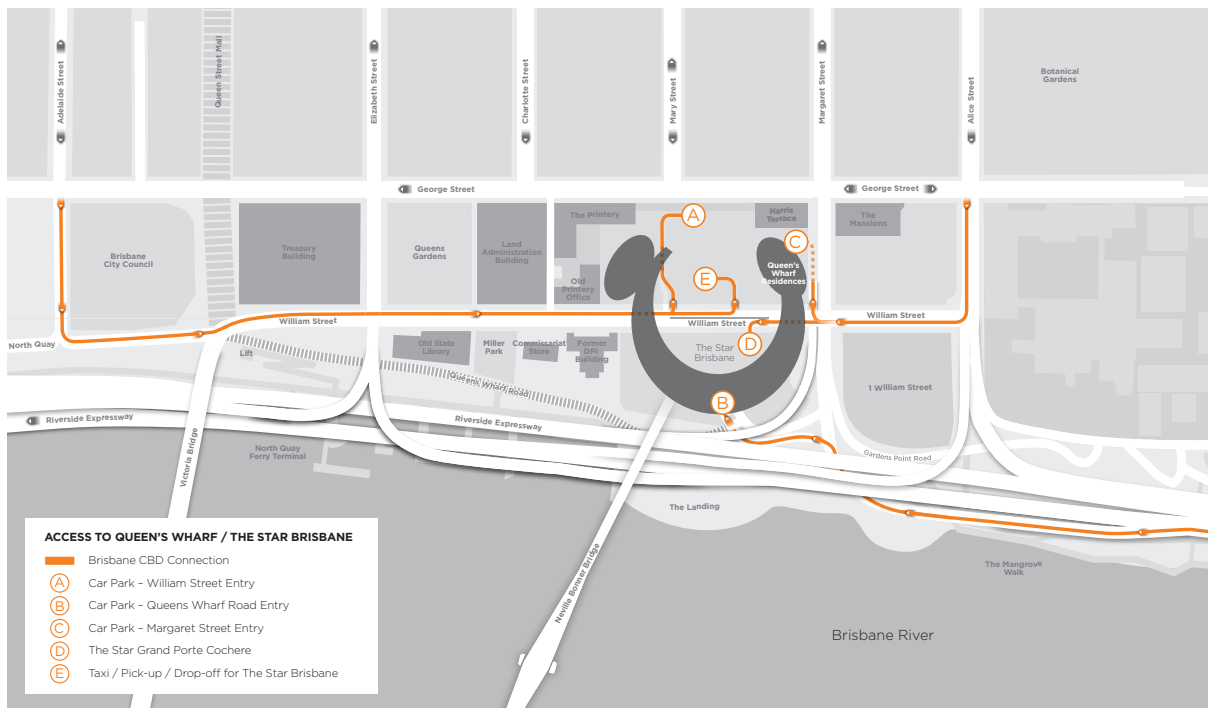 Adelaide Street
Queen Street Mall
Elizabeth Street
Charlotte Street
Mary Street
Margaret Street
Alice Street
Botanical
Gardens
George Street
George Street
The Printery
A
Harris
Terrace
The
Mansions
C
Brisbane
City Council
Treasury
Building
Queens
Gardens
Land
Administration
Building
Old
Printery
Office
E
Queen's
Wharf
Residences
William Street
William Street
William Street
North Quay
Lift
Old State
Library
Miller
Park
Commissariat
Store
Former
DPI
Building
D
The Star
Brisbane
1 William Street
Queens Wharf Road
B
Riverside Expressway
Riverside Expressway
Victoria Bridge
North Quay
Ferry Terminal
Gardens Point Road
The Landing
Neville Bonner Bridge
The Mangrove
Walk
Brisbane River
ACCESS TO QUEEN'S WHARF / THE STAR BRISBANE
Brisbane CBD Connection
A Car Park – William Street Entry
B Car Park – Queens Wharf Road Entry
C Car Park – Margaret Street Entry
D The Star Grand Porte Cochere
E Taxi / Pick-up / Drop-off for The Star Brisbane